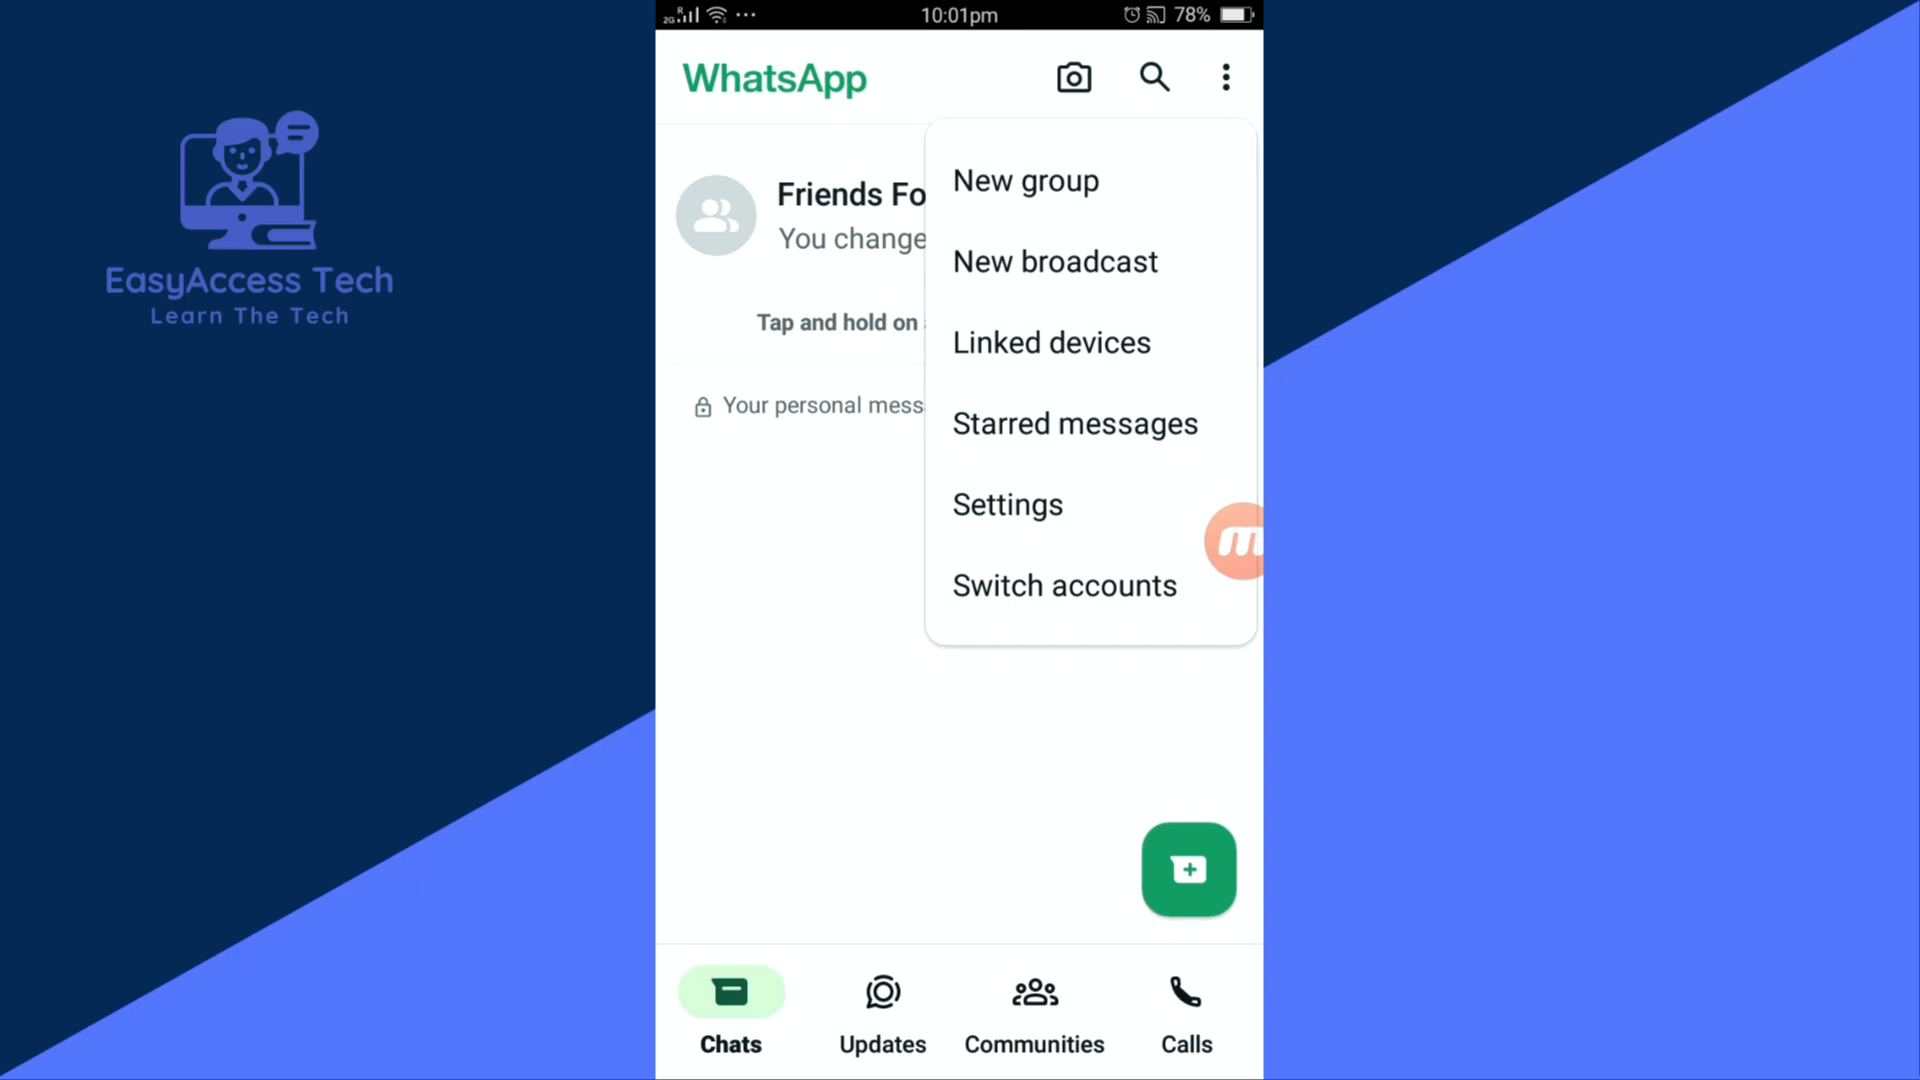 2G R
10:01pm
78%
WhatsApp
EasyAccess Tech
Learn The Tech
Friends Fo
You change
Tap and hold on
Your personal mess
New group
New broadcast
Linked devices
Starred messages
Settings
Switch accounts
m
Chats
Updates
Communities
Calls